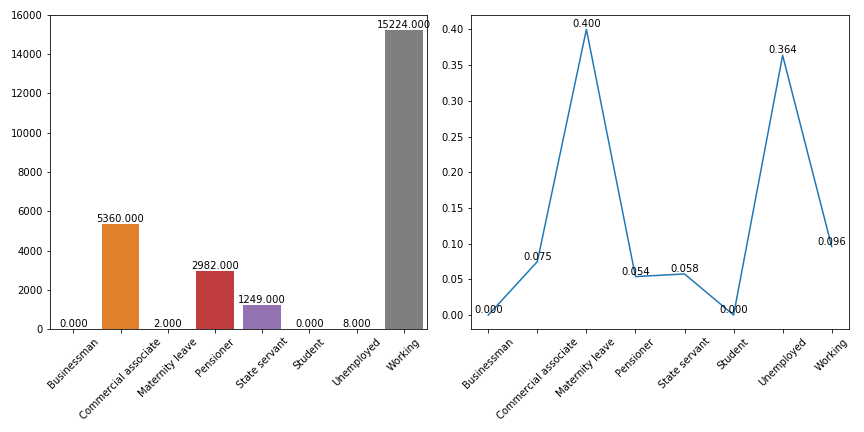 16000
14000
12000
10000
8000
6000
4000
2000
0
0.000
5360.000
2.000
2982.000
1249.000
0.000
8.000
15224.000
Businessman
Commercial associate
Maternity leave
Pensioner
State servant
Student
Unemployed
Working
0.40
0.35
0.30
0.25
0.20
0.15
0.10
0.05
0.00
0.000
0.075
0.400
0.054
0.058
0.000
0.364
0.096
Businessman
Commercial associate
Maternity leave
Pensioner
State servant
Student
Unemployed
Working